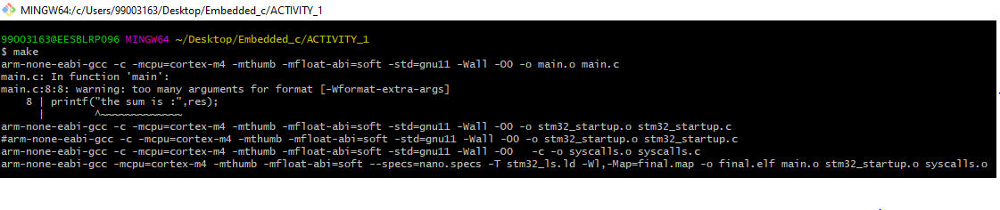 MINGW64:/c/Users/99003163/Desktop/Embedded_c/ACTIVITY_1
99003163@EESBLRP096 MINGW64 ~/Desktop/Embedded_c/ACTIVITY_1
$ make
arm-none-eabi-gcc -c -mcpu=cortex-m4 -mthumb -mfloat-abi=soft -std=gnu11 -Wall -O0 -o main.o main.c
main.c: In function 'main':
main.c:8:8: warning: too many arguments for format [-Wformat-extra-args]
    8 | printf("the sum is :",res);
      |        ^~~~~~~~~~~~~~
arm-none-eabi-gcc -c -mcpu=cortex-m4 -mthumb -mfloat-abi=soft -std=gnu11 -Wall -O0 -o stm32_startup.o stm32_startup.c
#arm-none-eabi-gcc -c -mcpu=cortex-m4 -mthumb -mfloat-abi=soft -std=gnu11 -Wall -O0 -o stm32_startup.o stm32_startup.c
arm-none-eabi-gcc -c -mcpu=cortex-m4 -mthumb -mfloat-abi=soft -std=gnu11 -Wall -O0   -c -o syscalls.o syscalls.c
arm-none-eabi-gcc -mcpu=cortex-m4 -mthumb -mfloat-abi=soft --specs=nano.specs -T stm32_ls.ld -Wl,-Map=final.map -o final.elf main.o stm32_startup.o syscalls.o